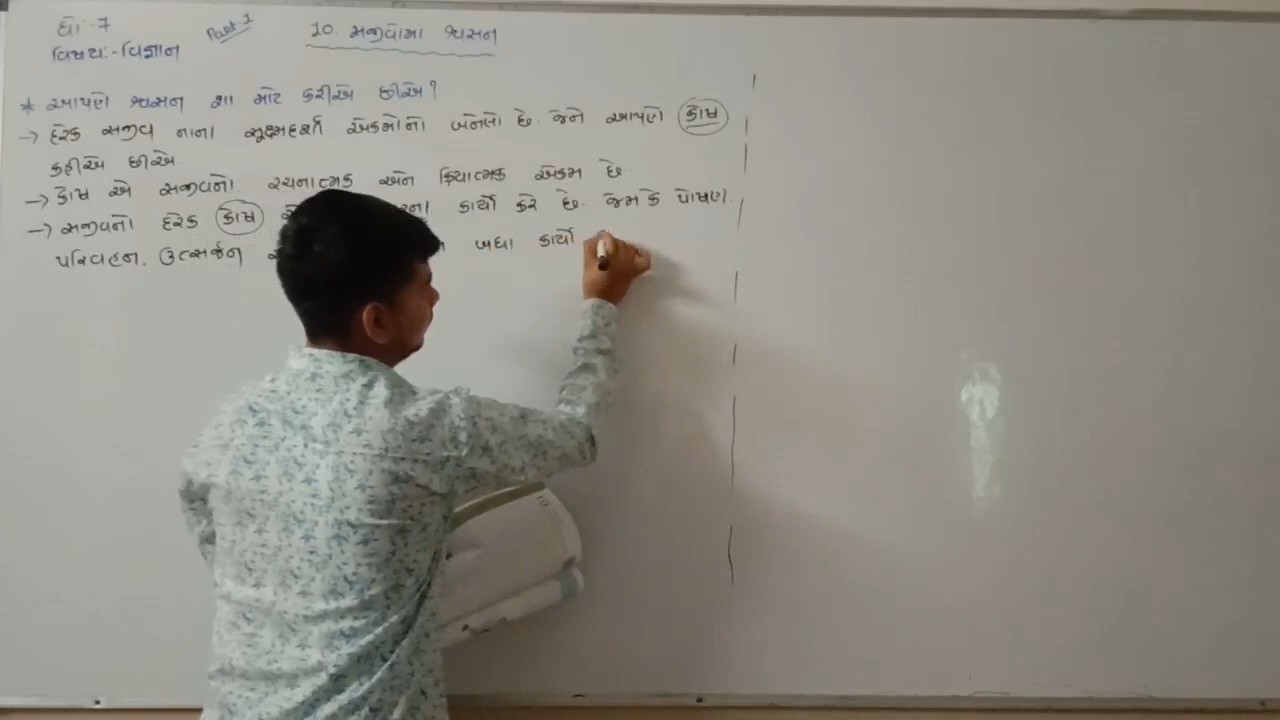 ધો:-7
વિષય:-વિજ્ઞાન
Part-1
10. સજીવોમાં શ્વસન
* આપણે શ્વસન શા માટે કરીએ છીએ?
→ દરેક સજીવ નાના સૂક્ષ્મદર્શી એકમોનો બનેલો છે. જેને આપણે કોષ
કહીએ છીએ.
→ કોષ એ સજીવનો રચનાત્મક અને ક્રિયાત્મક એકમ છે
→ સજીવનો દરેક કોષ કાર્યો કરે છે. જેમ કે પોષણ.
પરિવહન. ઉત્સર્જન બધા કાર્યો